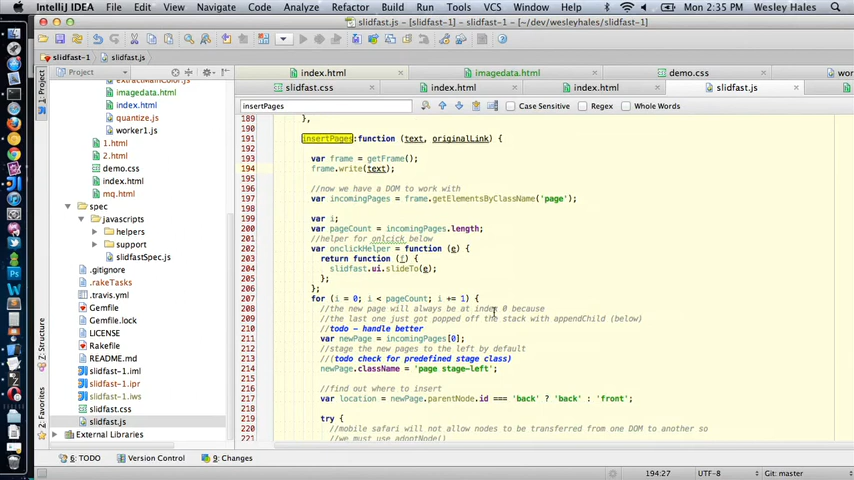 IntelliJ IDEA File Edit View Navigate Code Analyze Refactor Build Run Tools VCS Window Help Mon 2:35 PM Wesley Hales
slidfast.js - [slidfast-1] - slidfast-1 - [~/dev/wesleyhales/slidfast-1]
slidfast-1 slidfast.js
Project
index.html imagedata.html demo.css
slidfast.css index.html index.html slidfast.js
insertPages Case Sensitive Regex Whole Words
1: Project
Z: Structure
2: Favorites
extractMainColor.js
imagedata.html
index.html
quantize.js
worker1.js
1.html
2.html
demo.css
index.html
mq.html
spec
javascripts
helpers
support
slidfastSpec.js
.gitignore
.rakeTasks
.travis.yml
Gemfile
Gemfile.lock
LICENSE
Rakefile
README.md
slidfast-1.iml
slidfast-1.ipr
slidfast-1.iws
slidfast.css
slidfast.js
External Libraries
189 },
190
191 insertPages:function (text, originalLink) {
192
193 var frame = getFrame();
194 frame.write(text);
195
196 //now we have a DOM to work with
197 var incomingPages = frame.getElementsByClassName('page');
198
199 var i;
200 var pageCount = incomingPages.length;
201 //helper for onlcick below
202 var onclickHelper = function (e) {
203 return function (f) {
204 slidfast.ui.slideTo(e);
205 };
206 };
207 for (i = 0; i < pageCount; i += 1) {
208 //the new page will always be at index 0 because
209 //the last one just got popped off the stack with appendChild (below)
210 //todo - handle better
211 var newPage = incomingPages[0];
212 //stage the new pages to the left by default
213 //(todo check for predefined stage class)
214 newPage.className = 'page stage-left';
215
216 //find out where to insert
217 var location = newPage.parentNode.id === 'back' ? 'back' : 'front';
218
219 try {
220 //mobile safari will not allow nodes to be transferred from one DOM to another so
221 //we must use adoptNode()
6: TODO Version Control 9: Changes
194:27 UTF-8 Git: master